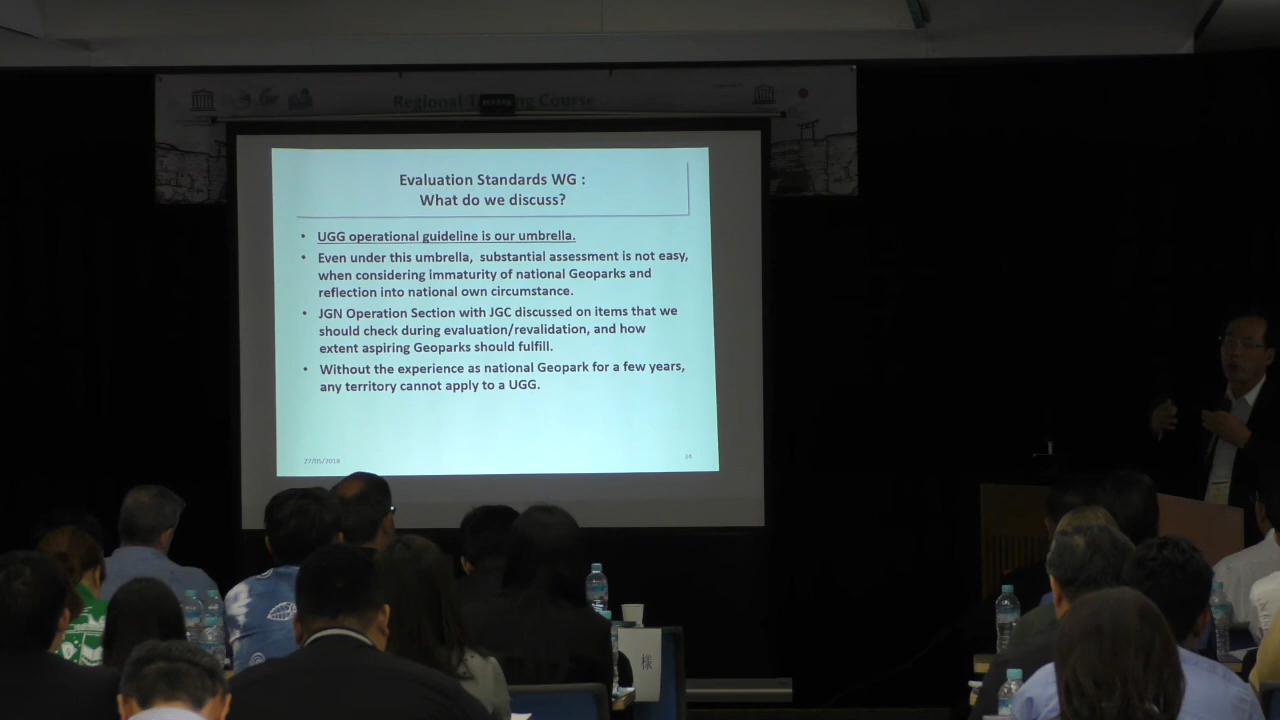 Regional Tr
ng Course
Evaluation Standards WG :
What do we discuss?
• UGG operational guideline is our umbrella.
• Even under this umbrella, substantial assessment is not easy,
when considering immaturity of national Geoparks and
reflection into national own circumstance.
• JGN Operation Section with JGC discussed on items that we
should check during evaluation/revalidation, and how
extent aspiring Geoparks should fulfill.
• Without the experience as national Geopark for a few years,
any territory cannot apply to a UGG.
27/05/2018
様